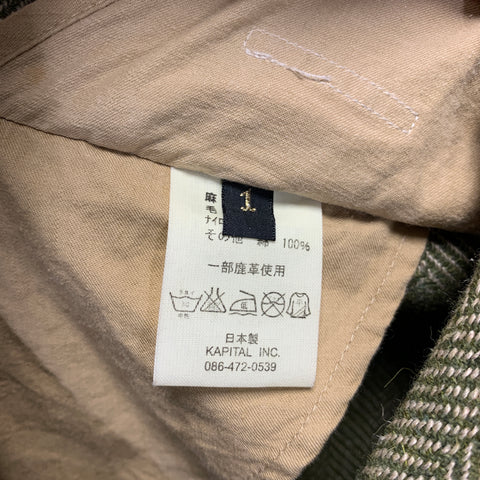 1
麻
毛
ナイロ
その他 綿 100%
一部鹿革使用
日本製
KAPITAL INC.
086-472-0539